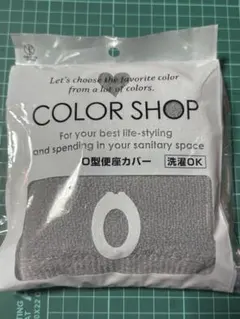 Let's choose the favorite color
from a lot of colors.
COLOR SHOP
For your best life-styling
and spending in your sanitary space
O型便座カバー 洗濯OK